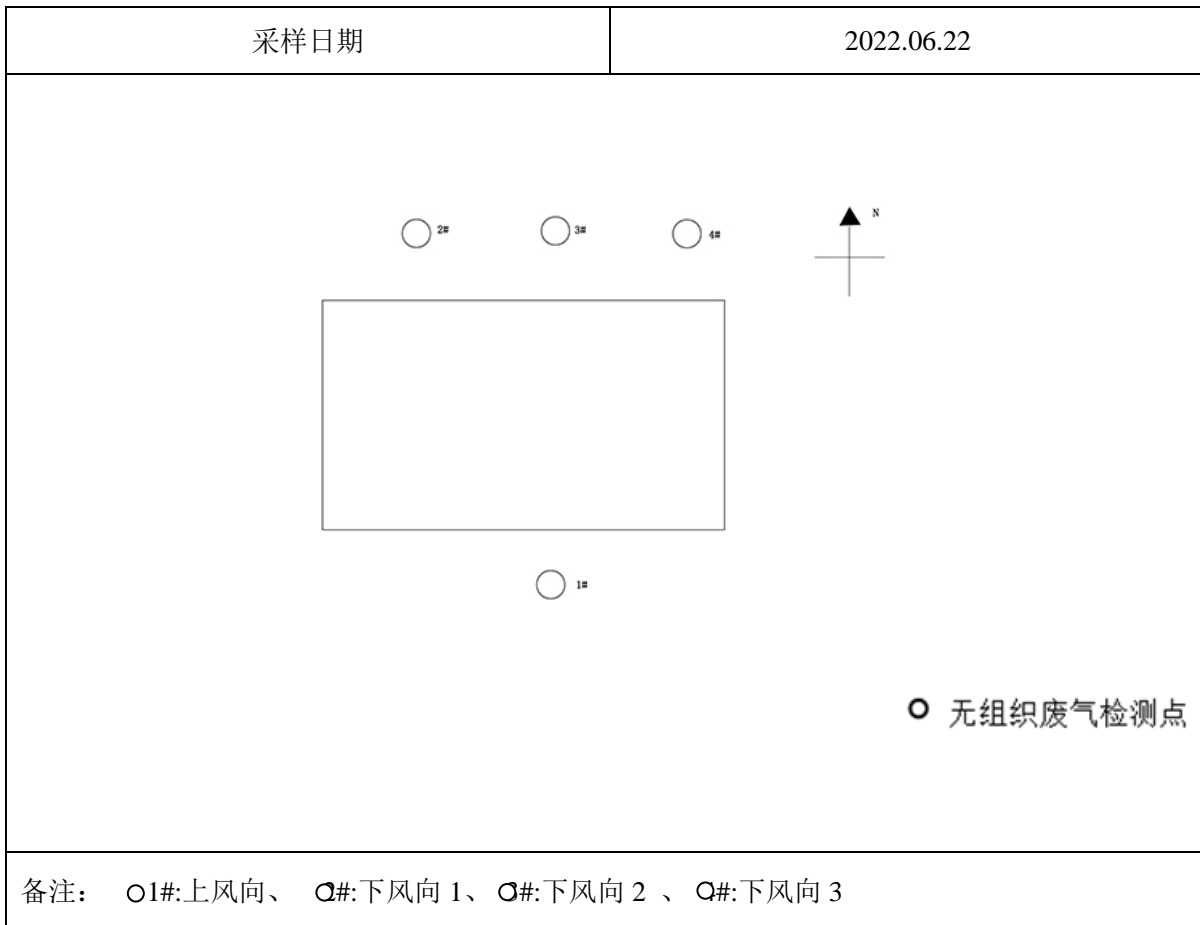 采样日期 2022.06.22
N
2# 3# 4#
1#
无组织废气检测点
备注： ○1#:上风向、 ○2#:下风向 1、 ○3#:下风向 2 、 ○4#:下风向 3